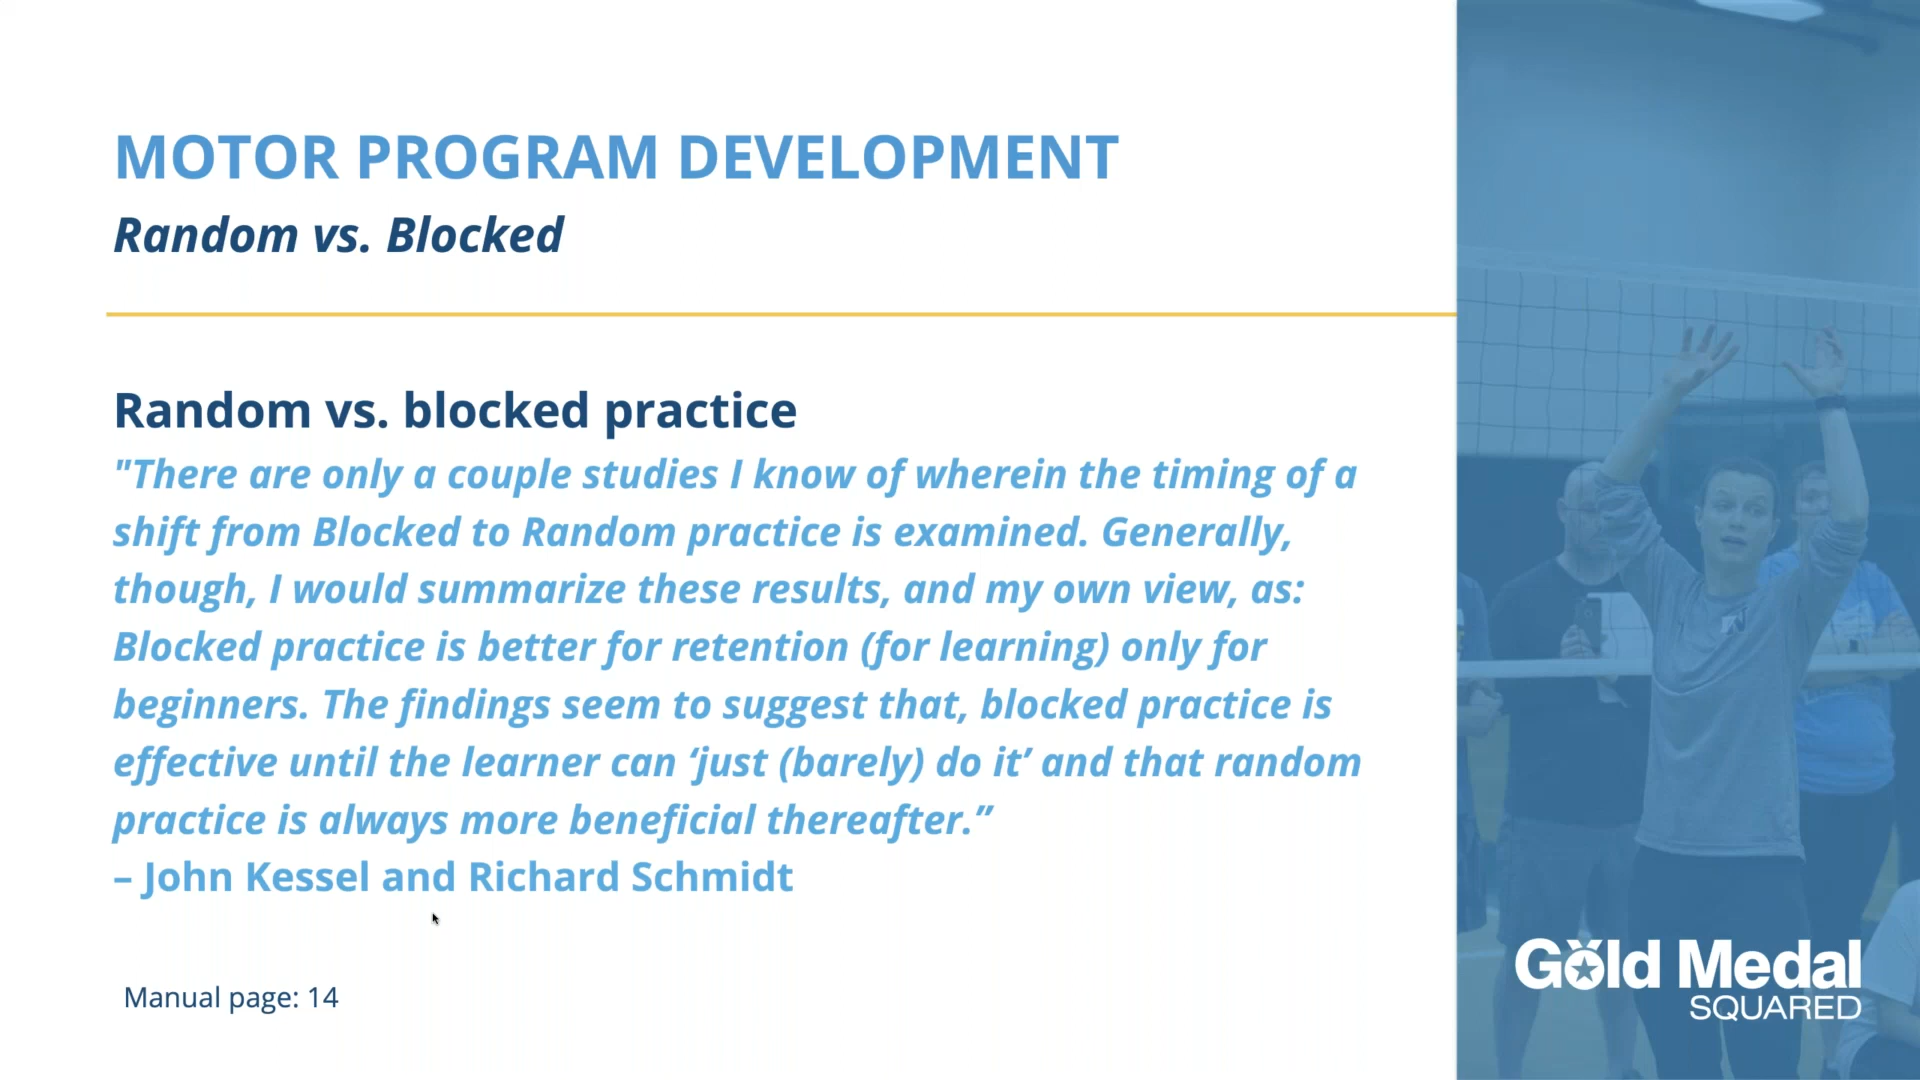 MOTOR PROGRAM DEVELOPMENT
Random vs. Blocked
Random vs. blocked practice
"There are only a couple studies I know of wherein the timing of a
shift from Blocked to Random practice is examined. Generally,
though, I would summarize these results, and my own view, as:
Blocked practice is better for retention (for learning) only for
beginners. The findings seem to suggest that, blocked practice is
effective until the learner can ‘just (barely) do it’ and that random
practice is always more beneficial thereafter.”
– John Kessel and Richard Schmidt
Manual page: 14
Gold Medal
SQUARED